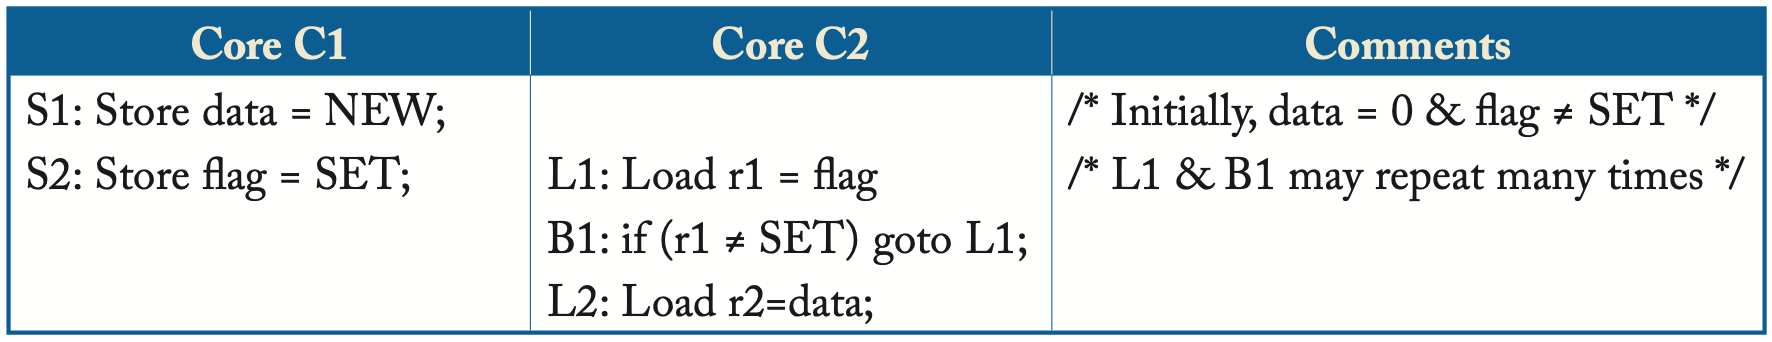 Core C1 Core C2 Comments
S1: Store data = NEW; /* Initially, data = 0 & flag ≠ SET */
S2: Store flag = SET; L1: Load r1 = flag /* L1 & B1 may repeat many times */
B1: if (r1 ≠ SET) goto L1;
L2: Load r2=data;